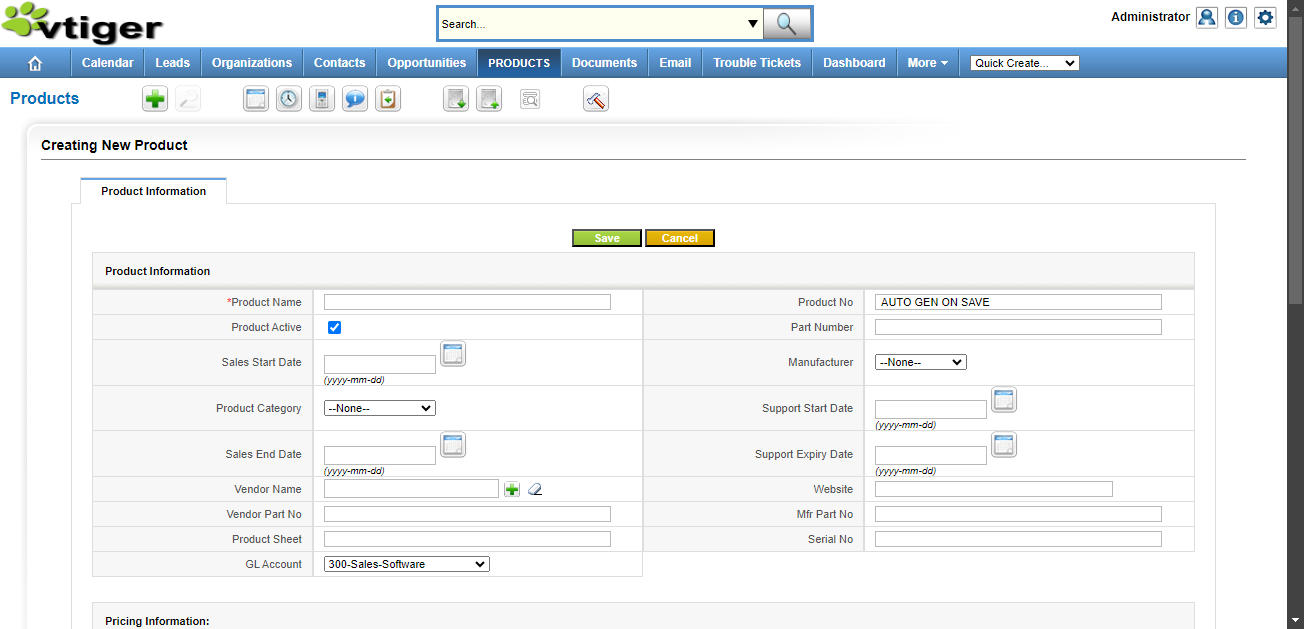 vtiger
Search...
Administrator
Calendar
Leads
Organizations
Contacts
Opportunities
PRODUCTS
Documents
Email
Trouble Tickets
Dashboard
More
Quick Create...
Products
Creating New Product
Product Information
Save
Cancel
Product Information
*Product Name
Product No
AUTO GEN ON SAVE
Product Active
Part Number
Sales Start Date
(yyyy-mm-dd)
Manufacturer
--None--
Product Category
--None--
Support Start Date
(yyyy-mm-dd)
Sales End Date
(yyyy-mm-dd)
Support Expiry Date
(yyyy-mm-dd)
Vendor Name
Website
Vendor Part No
Mfr Part No
Product Sheet
Serial No
GL Account
300-Sales-Software
Pricing Information: